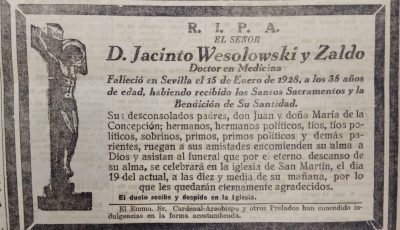 R. I. P. A.
EL SEÑOR
D. Jacinto Wesolowski y Zaldo
Doctor en Medicina
Falleció en Sevilla el 15 de Enero de 1928, a los 35 años
de edad, habiendo recibido los Santos Sacramentos y la
Bendición de Su Santidad.
Sus desconsolados padres, don Juan y doña María de la
Concepción; hermanos, hermanos políticos, tíos, tíos po-
líticos, sobrinos, primos, primos políticos y demás pa-
rientes, ruegan a sus amistades encomienden su alma a
Dios y asistan al funeral que por el eterno descanso de
su alma, se celebrará en la iglesia de San Martín, el día
19 del actual, a las diez y media de su mañana, por lo
que les quedarán eternamente agradecidos.
El duelo recibe y despide en la Iglesia.
El Emmo. Sr. Cardenal-Arzobispo y otros Prelados han concedido in-
dulgencias en la forma acostumbrada.